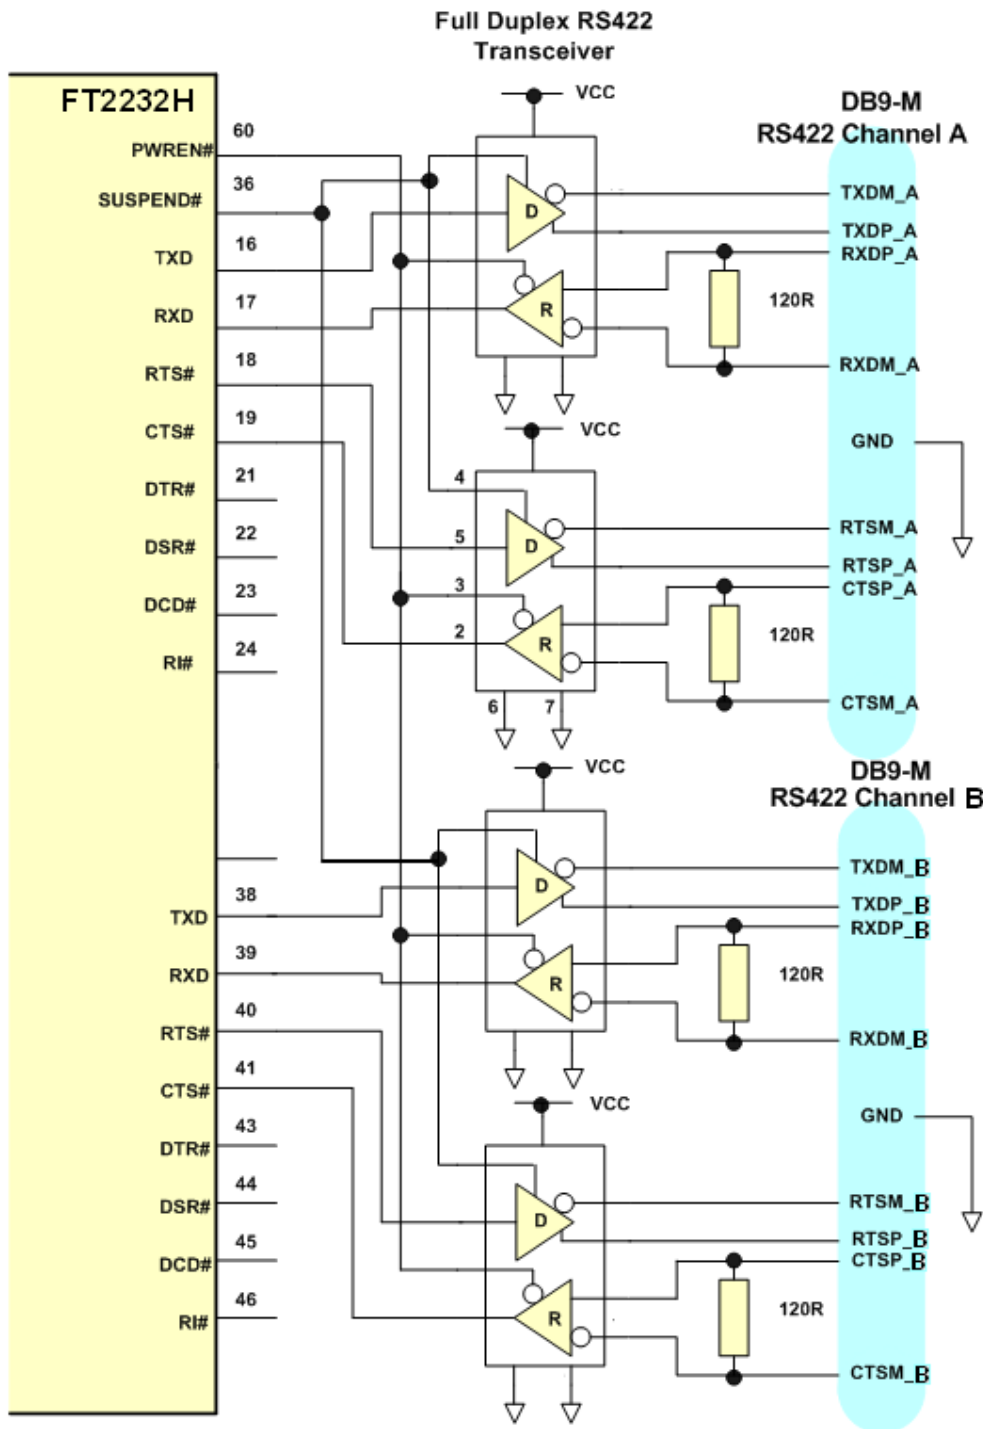 Full Duplex RS422
Transceiver
FT2232H
VCC
DB9-M
RS422 Channel A
60
PWREN#
36
SUSPEND#
D
TXDM_A
16
TXDP_A
TXD
RXDP_A
17
RXD
R
120R
18
RTS#
RXDM_A
19
CTS#
VCC
GND
21
DTR#
4
22
DSR#
5
D
RTSM_A
RTSP_A
23
DCD#
3
CTSP_A
24
RI#
2
R
120R
6
7
CTSM_A
VCC
DB9-M
RS422 Channel B
38
TXD
D
TXDM_B
TXDP_B
RXDP_B
39
RXD
R
120R
40
RTS#
RXDM_B
41
CTS#
VCC
GND
43
DTR#
44
DSR#
D
RTSM_B
RTSP_B
45
DCD#
CTSP_B
46
RI#
R
120R
CTSM_B